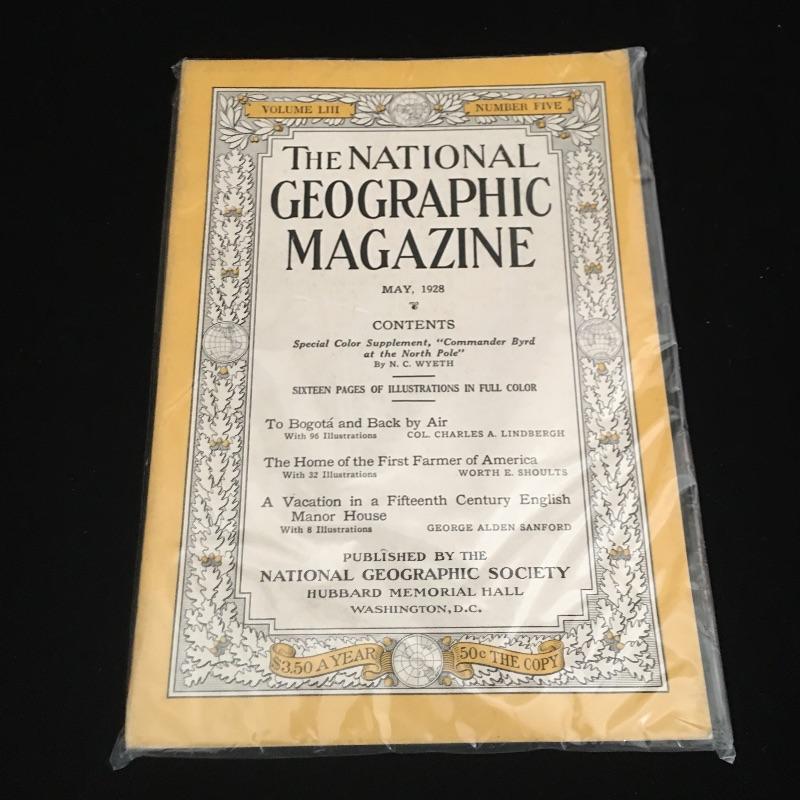 VOLUME LIII
NUMBER FIVE
THE NATIONAL
GEOGRAPHIC
MAGAZINE
MAY, 1928
CONTENTS
Special Color Supplement, "Commander Byrd
at the North Pole"
By N. C. WYETH
SIXTEEN PAGES OF ILLUSTRATIONS IN FULL COLOR
To Bogotá and Back by Air
With 96 Illustrations COL. CHARLES A. LINDBERGH
The Home of the First Farmer of America
With 32 Illustrations WORTH E. SHOULTS
A Vacation in a Fifteenth Century English
Manor House
With 8 Illustrations GEORGE ALDEN SANFORD
PUBLISHED BY THE
NATIONAL GEOGRAPHIC SOCIETY
HUBBARD MEMORIAL HALL
WASHINGTON, D.C.
$3.50 A YEAR
50c THE COPY